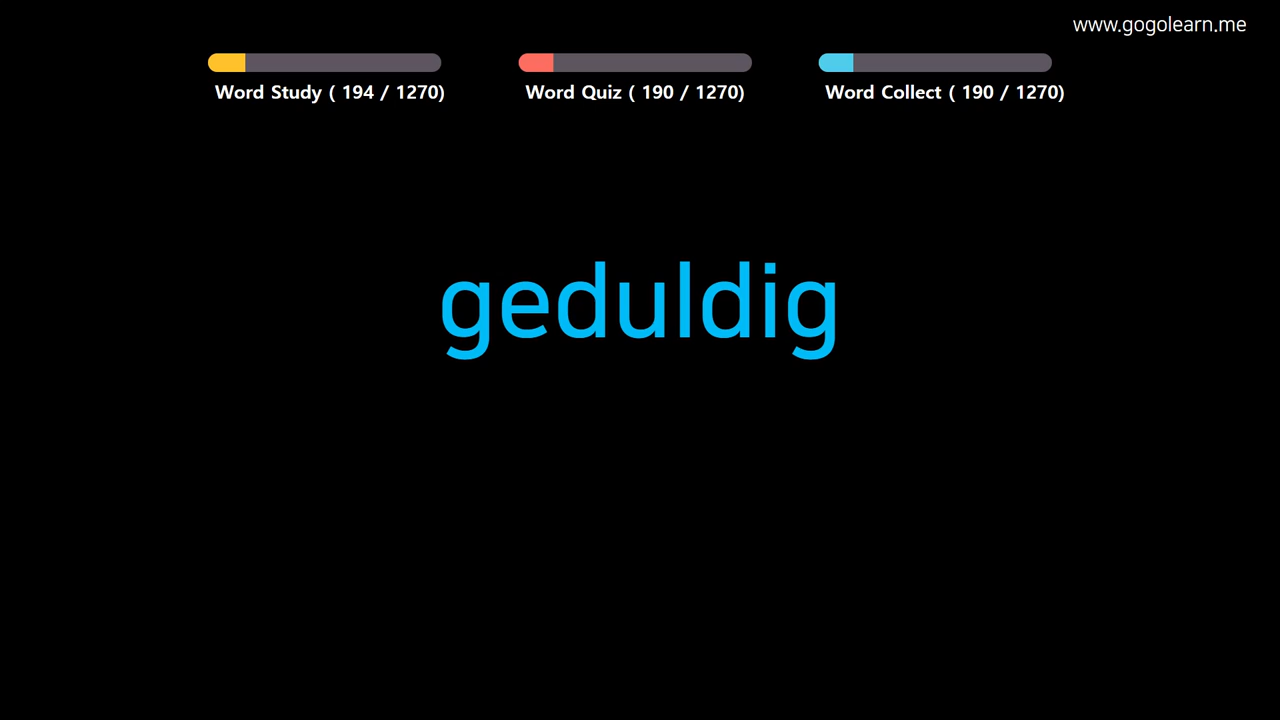 www.gogolearn.me
Word Study ( 194 / 1270)
Word Quiz ( 190 / 1270)
Word Collect ( 190 / 1270)
geduldig